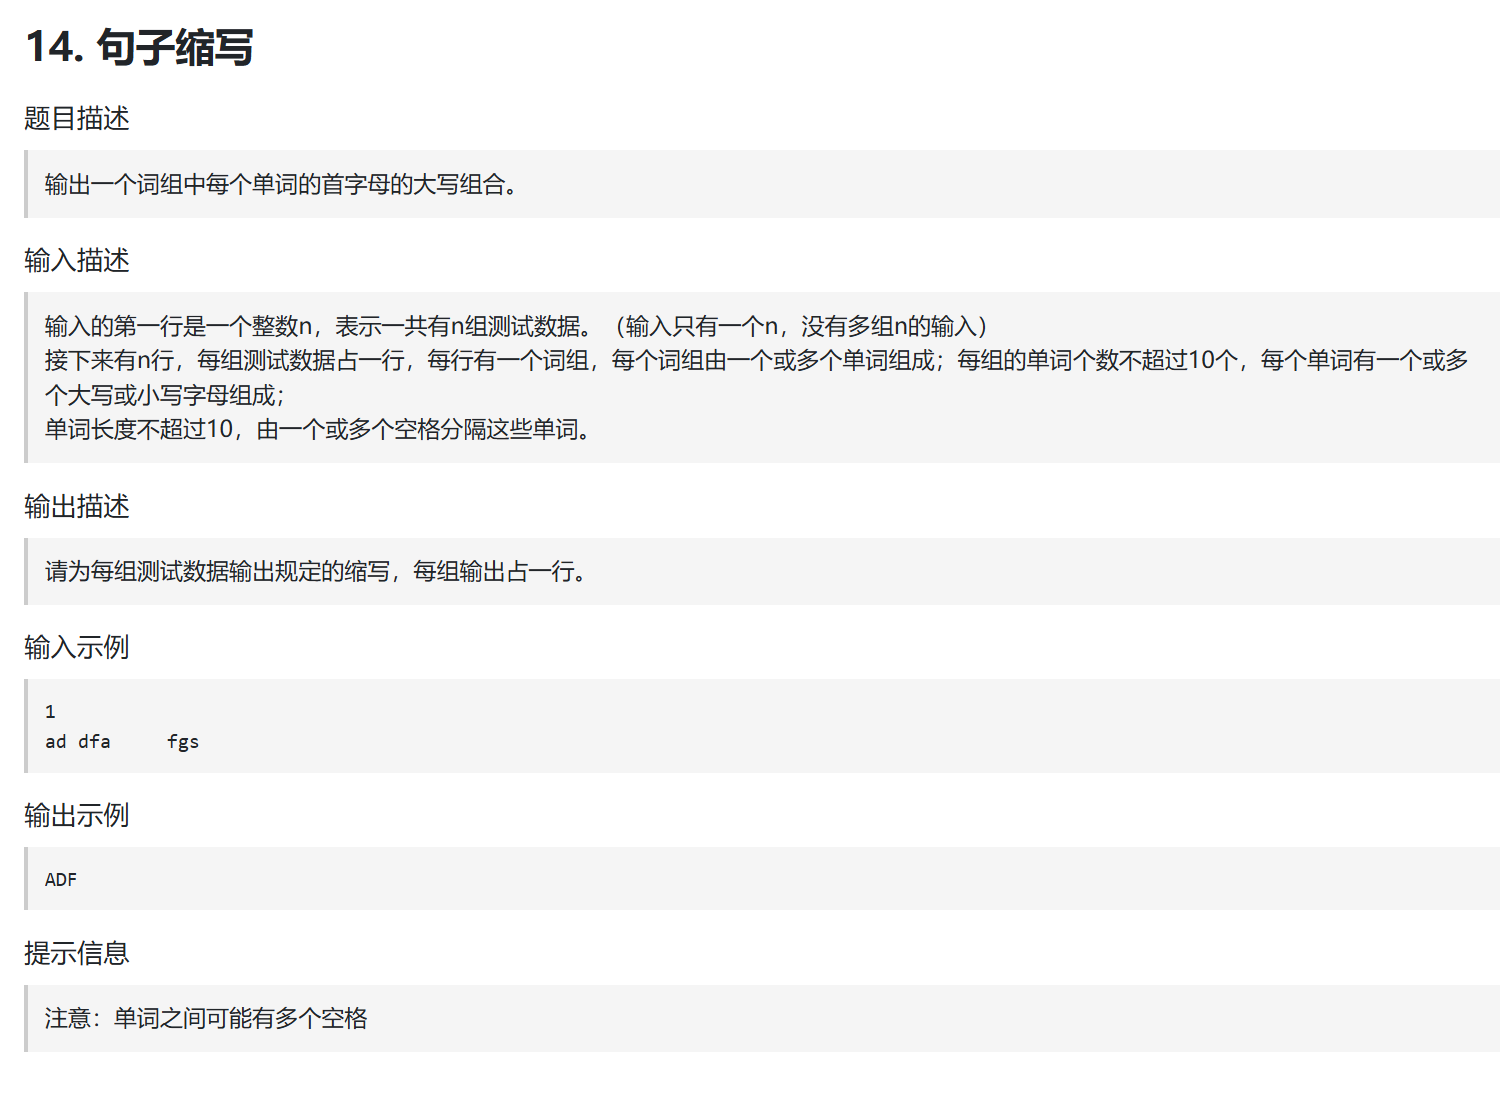 14. 句子缩写
题目描述
输出一个词组中每个单词的首字母的大写组合。
输入描述
输入的第一行是一个整数n，表示一共有n组测试数据。（输入只有一个n，没有多组n的输入）
接下来有n行，每组测试数据占一行，每行有一个词组，每个词组由一个或多个单词组成；每组的单词个数不超过10个，每个单词有一个或多
个大写或小写字母组成；
单词长度不超过10，由一个或多个空格分隔这些单词。
输出描述
请为每组测试数据输出规定的缩写，每组输出占一行。
输入示例
1
ad dfa     fgs
输出示例
ADF
提示信息
注意：单词之间可能有多个空格